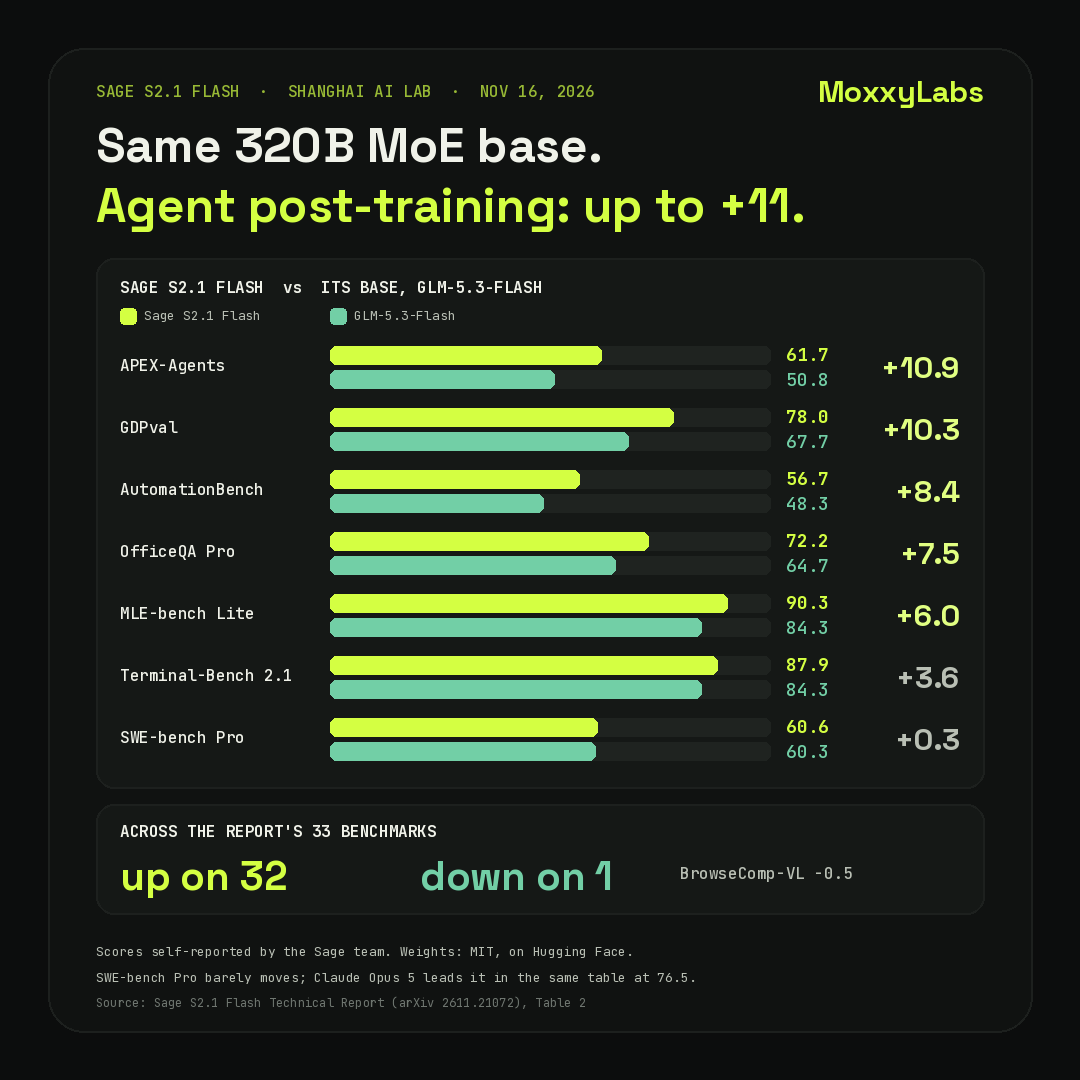 SAGE S2.1 FLASH · SHANGHAI AI LAB · NOV 16, 2026
MoxxyLabs
Same 320B MoE base.
Agent post-training: up to +11.
SAGE S2.1 FLASH vs ITS BASE, GLM-5.3-FLASH
Sage S2.1 Flash GLM-5.3-Flash
APEX-Agents 61.7 50.8 +10.9
GDPval 78.0 67.7 +10.3
AutomationBench 56.7 48.3 +8.4
OfficeQA Pro 72.2 64.7 +7.5
MLE-bench Lite 90.3 84.3 +6.0
Terminal-Bench 2.1 87.9 84.3 +3.6
SWE-bench Pro 60.6 60.3 +0.3
ACROSS THE REPORT'S 33 BENCHMARKS
up on 32 down on 1 BrowseComp-VL -0.5
Scores self-reported by the Sage team. Weights: MIT, on Hugging Face.
SWE-bench Pro barely moves; Claude Opus 5 leads it in the same table at 76.5.
Source: Sage S2.1 Flash Technical Report (arXiv 2611.21072), Table 2